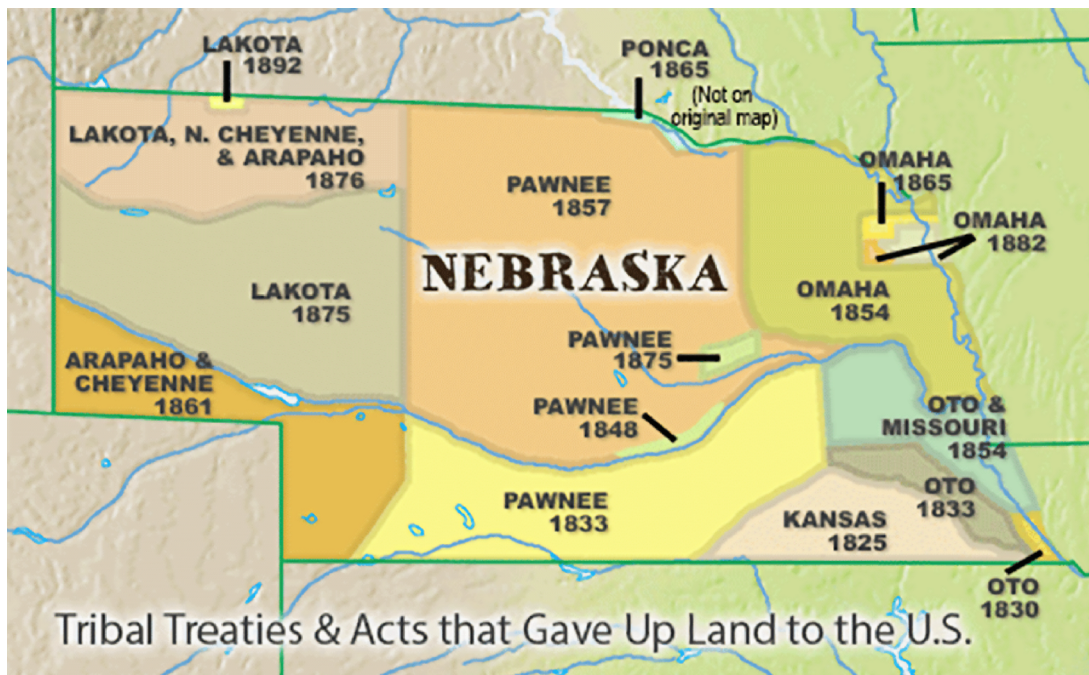 LAKOTA
1892
PONCA
1865
(Not on
original map)
LAKOTA, N. CHEYENNE,
& ARAPAHO
1876
PAWNEE
1857
OMAHA
1865
OMAHA
1882
NEBRASKA
LAKOTA
1875
OMAHA
1854
ARAPAHO &
CHEYENNE
1861
PAWNEE
1875
PAWNEE
1848
OTO &
MISSOURI
1854
PAWNEE
1833
OTO
1833
KANSAS
1825
OTO
1830
Tribal Treaties & Acts that Gave Up Land to the U.S.